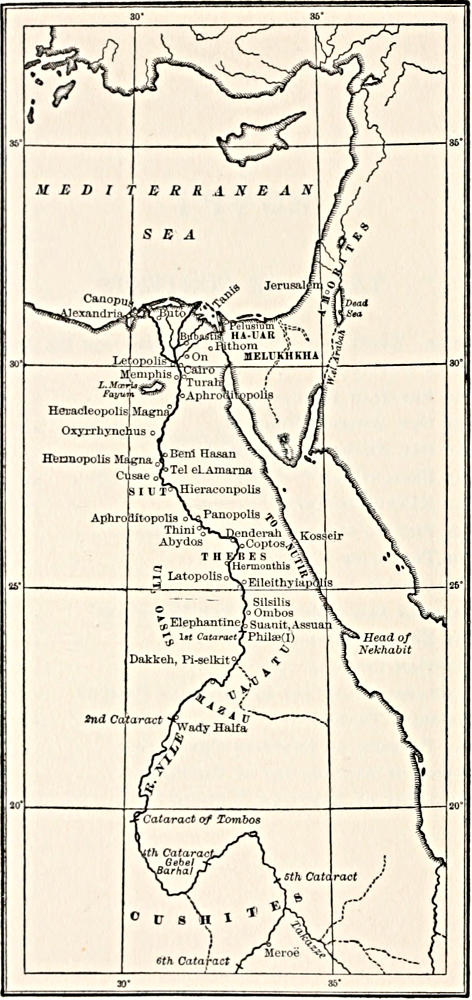 30°
35°
35°
35°
MEDITERRANEAN
SEA
AMORITES
Jerusalem
Dead
Sea
Canopus
Alexandria
Buto
Tanis
Pelusium
HA-UAR
Bubastis
Pithom
MELUKHKHA
Wal Arabah
30°
30°
On
Letopolis
Cairo
Memphis
Turah
L. Mœris
Fayum
Aphroditopolis
Heracleopolis Magna
Oxyrrhynchus
Beni Hasan
Hermopolis Magna
Tel el Amarna
Cusae
SIUT
Hieraconpolis
Aphroditopolis
Panopolis
Thini
Abydos
Denderah
Coptos
TO NUTIR
Kosseir
THEBES
Hermonthis
Latopolis
Eileithyiapolis
25°
25°
UIT
OASIS
Silsilis
Ombos
Elephantine
Suanit, Assuan
1st Cataract
Philæ(I)
Head of
Nekhabit
Dakkeh, Pi-selkit
UAUATU
MAZAU
2nd Cataract
Wady Halfa
R. NILE
20°
20°
Cataract of Tombos
4th Cataract
Gebel
Barhal
5th Cataract
CUSHITES
Takazze
Meroë
6th Cataract
30°
35°